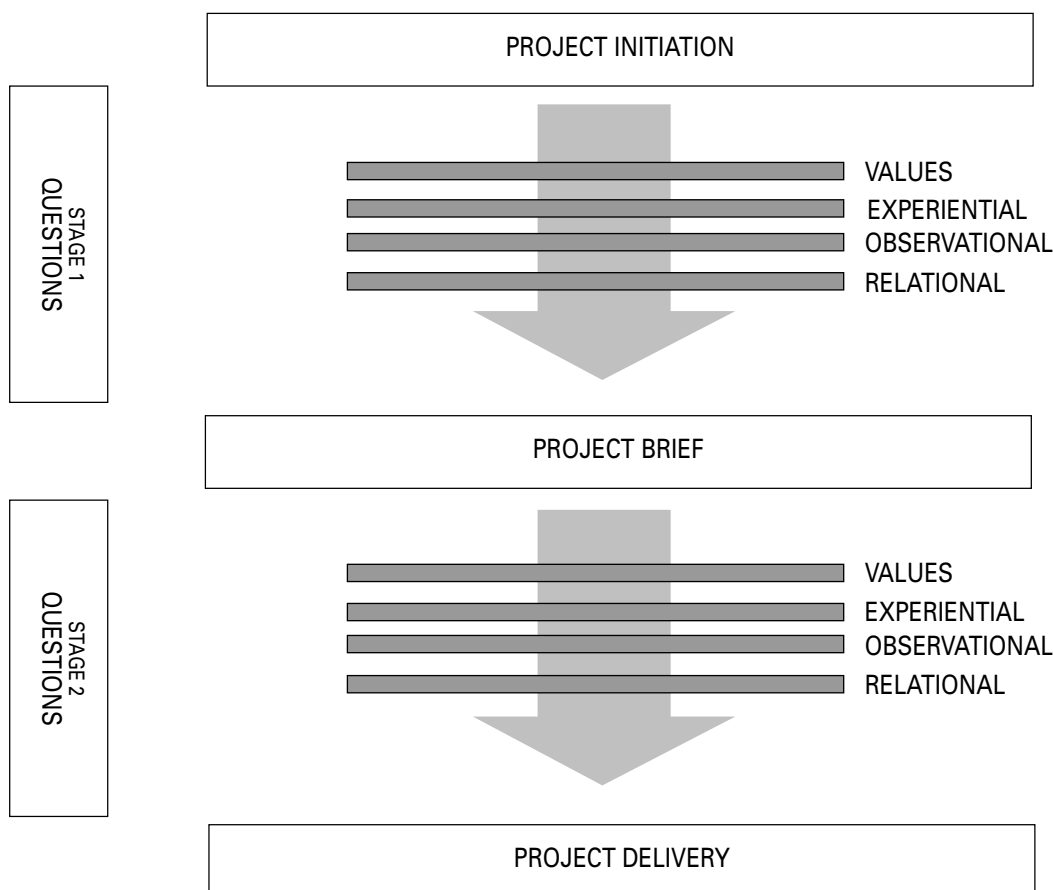 PROJECT INITIATION
STAGE 1
QUESTIONS
VALUES
EXPERIENTIAL
OBSERVATIONAL
RELATIONAL
PROJECT BRIEF
STAGE 2
QUESTIONS
VALUES
EXPERIENTIAL
OBSERVATIONAL
RELATIONAL
PROJECT DELIVERY